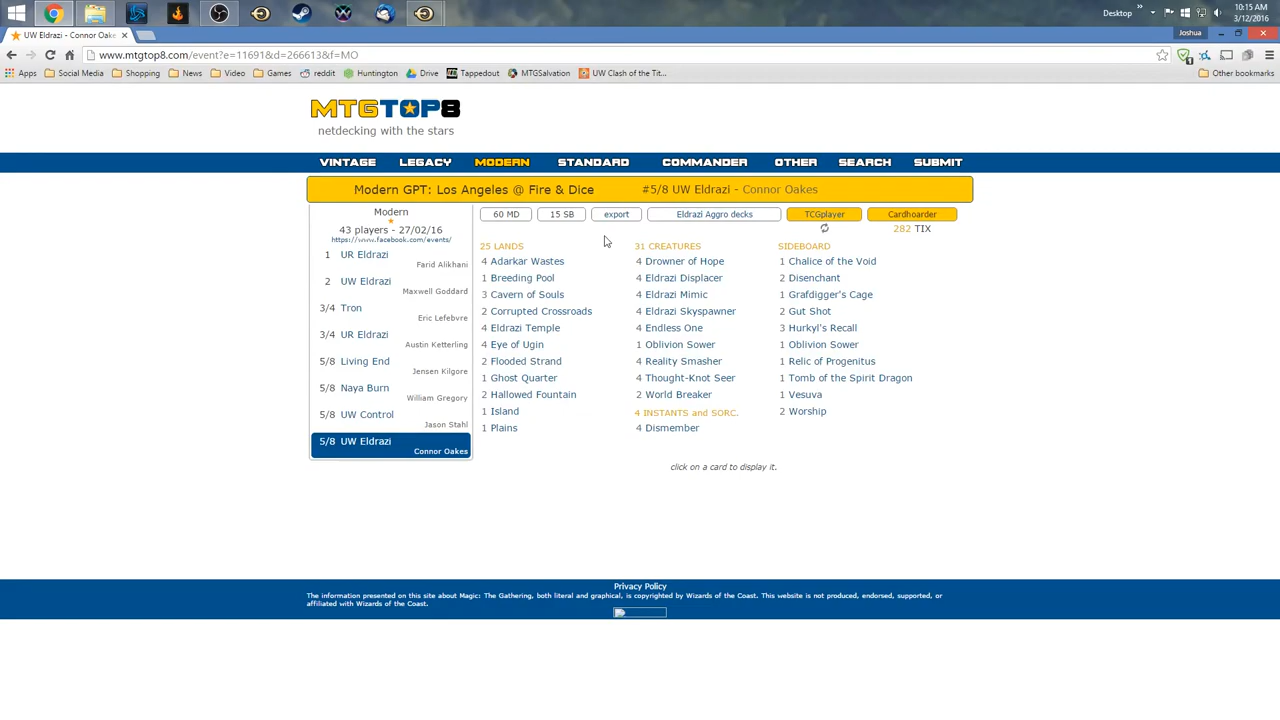 Desktop
10:15 AM
3/12/2016
UW Eldrazi - Connor Oake
Joshua
www.mtgtop8.com/event?e=11691&d=266613&f=MO
Apps Social Media Shopping News Video Games reddit Huntington Drive Tappedout MTGSalvation UW Clash of the Tit... Other bookmarks
MTGTOP8
netdecking with the stars
VINTAGE LEGACY MODERN STANDARD COMMANDER OTHER SEARCH SUBMIT
Modern GPT: Los Angeles @ Fire & Dice #5/8 UW Eldrazi - Connor Oakes
Modern
43 players - 27/02/16
https://www.facebook.com/events/
1 UR Eldrazi
Farid Alikhani
2 UW Eldrazi
Maxwell Goddard
3/4 Tron
Eric Lefebvre
3/4 UR Eldrazi
Austin Ketterling
5/8 Living End
Jensen Kilgore
5/8 Naya Burn
William Gregory
5/8 UW Control
Jason Stahl
5/8 UW Eldrazi
Connor Oakes
60 MD 15 SB export Eldrazi Aggro decks TCGplayer Cardhoarder
282 TIX
25 LANDS
4 Adarkar Wastes
1 Breeding Pool
3 Cavern of Souls
2 Corrupted Crossroads
4 Eldrazi Temple
4 Eye of Ugin
2 Flooded Strand
1 Ghost Quarter
2 Hallowed Fountain
1 Island
1 Plains
31 CREATURES
4 Drowner of Hope
4 Eldrazi Displacer
4 Eldrazi Mimic
4 Eldrazi Skyspawner
4 Endless One
1 Oblivion Sower
4 Reality Smasher
4 Thought-Knot Seer
2 World Breaker
4 INSTANTS and SORC.
4 Dismember
SIDEBOARD
1 Chalice of the Void
2 Disenchant
1 Grafdigger's Cage
2 Gut Shot
3 Hurkyl's Recall
1 Oblivion Sower
1 Relic of Progenitus
1 Tomb of the Spirit Dragon
1 Vesuva
2 Worship
click on a card to display it.
Privacy Policy
The information presented on this site about Magic: The Gathering, both literal and graphical, is copyrighted by Wizards of the Coast. This website is not produced, endorsed, supported, or
affiliated with Wizards of the Coast.